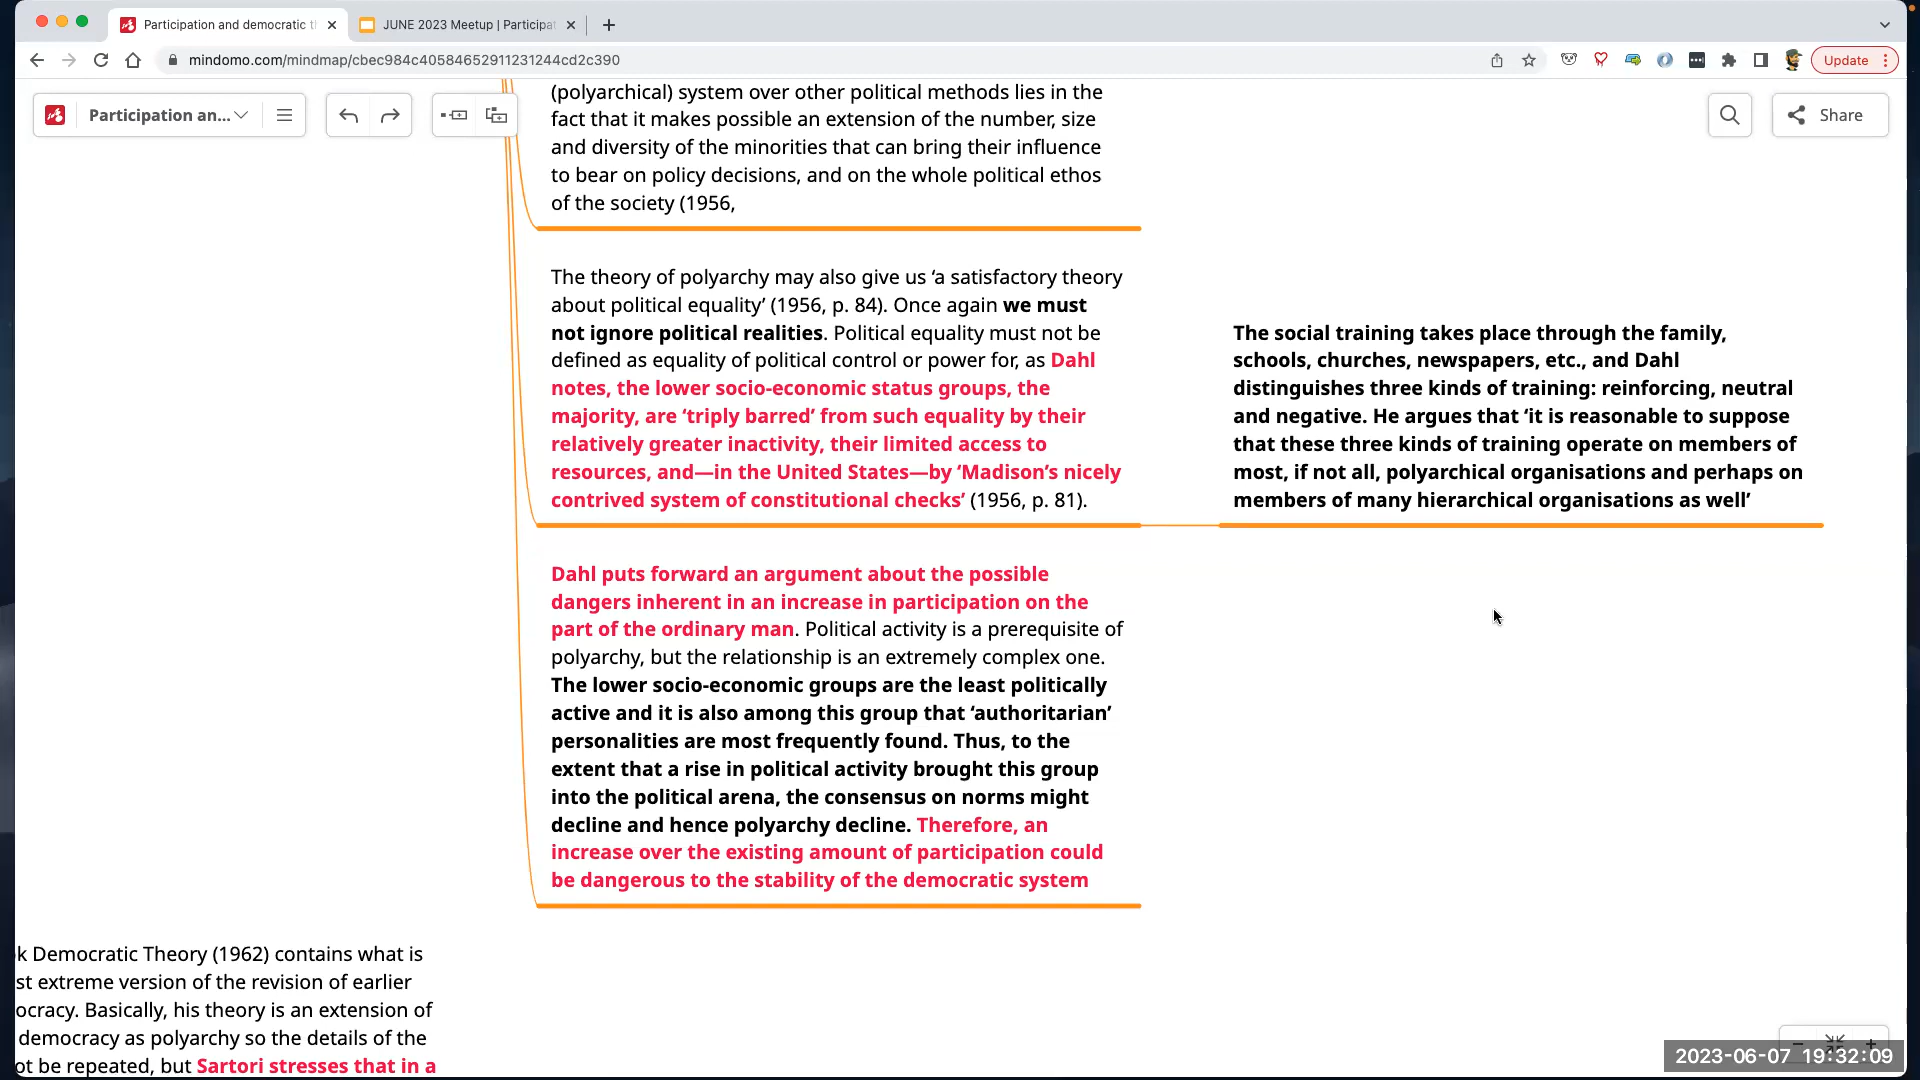 Participation and democratic t
JUNE 2023 Meetup | Participa
mindomo.com/mindmap/cbec984c40584652911231244cd2c390
Update
Participation an...
Share
(polyarchical) system over other political methods lies in the
fact that it makes possible an extension of the number, size
and diversity of the minorities that can bring their influence
to bear on policy decisions, and on the whole political ethos
of the society (1956,
The theory of polyarchy may also give us ‘a satisfactory theory
about political equality’ (1956, p. 84). Once again we must
not ignore political realities. Political equality must not be
defined as equality of political control or power for, as Dahl
notes, the lower socio-economic status groups, the
majority, are ‘triply barred’ from such equality by their
relatively greater inactivity, their limited access to
resources, and—in the United States—by ‘Madison’s nicely
contrived system of constitutional checks’ (1956, p. 81).
The social training takes place through the family,
schools, churches, newspapers, etc., and Dahl
distinguishes three kinds of training: reinforcing, neutral
and negative. He argues that ‘it is reasonable to suppose
that these three kinds of training operate on members of
most, if not all, polyarchical organisations and perhaps on
members of many hierarchical organisations as well’
Dahl puts forward an argument about the possible
dangers inherent in an increase in participation on the
part of the ordinary man. Political activity is a prerequisite of
polyarchy, but the relationship is an extremely complex one.
The lower socio-economic groups are the least politically
active and it is also among this group that ‘authoritarian’
personalities are most frequently found. Thus, to the
extent that a rise in political activity brought this group
into the political arena, the consensus on norms might
decline and hence polyarchy decline. Therefore, an
increase over the existing amount of participation could
be dangerous to the stability of the democratic system
k Democratic Theory (1962) contains what is
st extreme version of the revision of earlier
ocracy. Basically, his theory is an extension of
democracy as polyarchy so the details of the
ot be repeated, but Sartori stresses that in a
2023-06-07 19:32:09